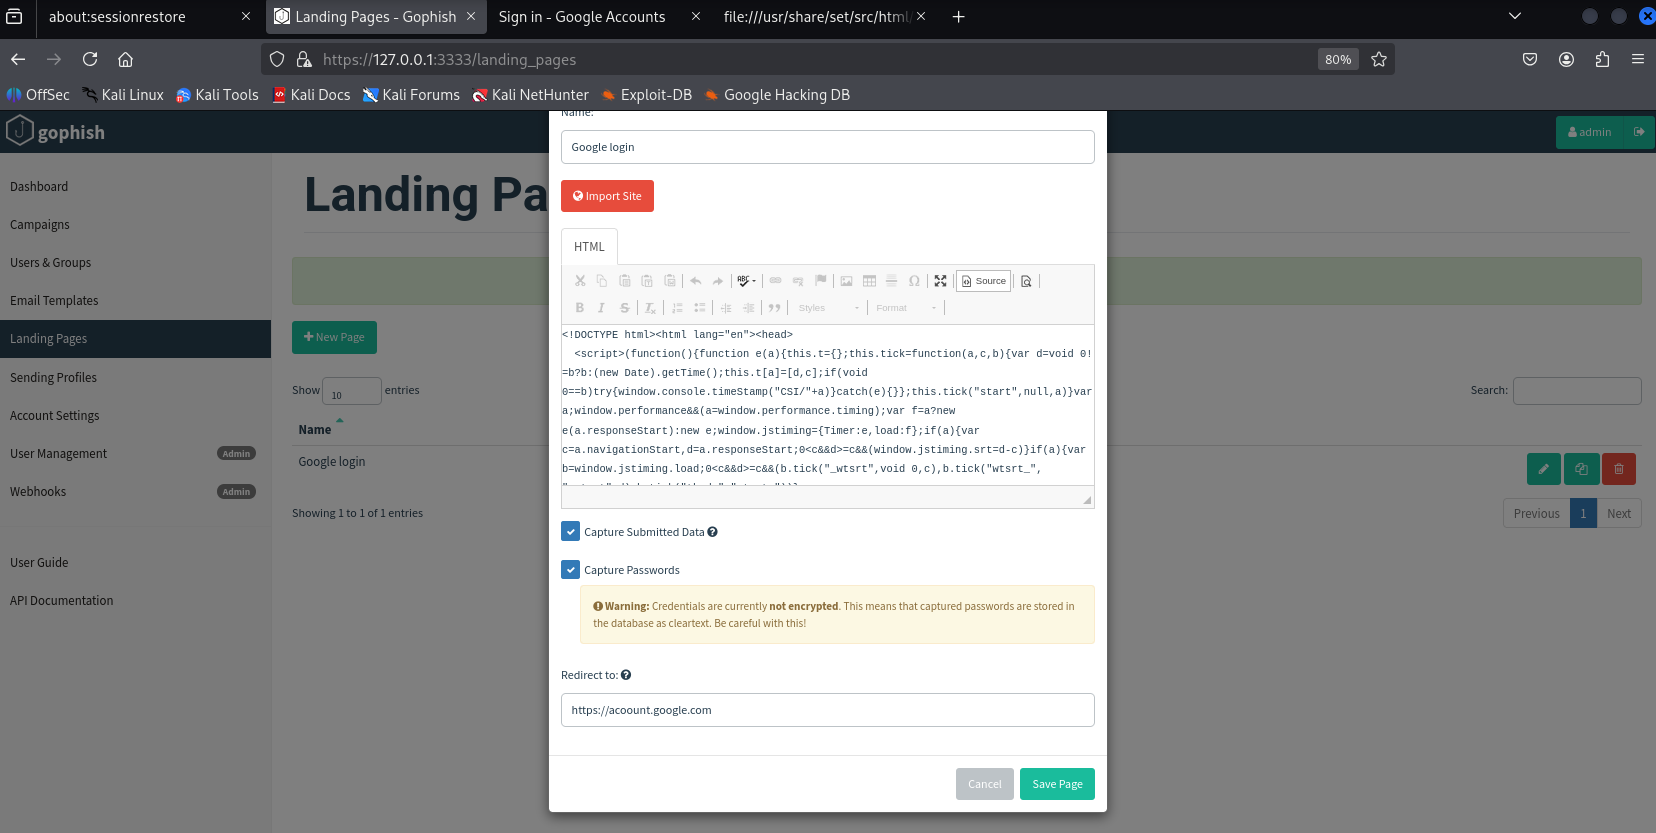 about:sessionrestore
Landing Pages - Gophish
Sign in - Google Accounts
file:///usr/share/set/src/html/
https://127.0.0.1:3333/landing_pages
80%
OffSec
Kali Linux
Kali Tools
Kali Docs
Kali Forums
Kali NetHunter
Exploit-DB
Google Hacking DB
gophish
admin
Dashboard
Campaigns
Users & Groups
Email Templates
Landing Pages
Sending Profiles
Account Settings
User Management Admin
Webhooks Admin
User Guide
API Documentation
Landing Pa
New Page
Show 10 entries
Search:
Name
Google login
Showing 1 to 1 of 1 entries
Previous 1 Next
Name:
Google login
Import Site
HTML
ABC
Source
B I S Tx
Styles
Format
<!DOCTYPE html><html lang="en"><head>
<script>(function(){function e(a){this.t={};this.tick=function(a,c,b){var d=void 0!
=b?b:(new Date).getTime();this.t[a]=[d,c];if(void
0==b)try{window.console.timeStamp("CSI/"+a)}catch(e){}};this.tick("start",null,a)}var
a;window.performance&&(a=window.performance.timing);var f=a?new
e(a.responseStart):new e;window.jstiming={Timer:e,load:f};if(a){var
c=a.navigationStart,d=a.responseStart;0<c&&d>=c&&(window.jstiming.srt=d-c)}if(a){var
b=window.jstiming.load;0<c&&d>=c&&(b.tick("_wtsrt",void 0,c),b.tick("wtsrt_",
Capture Submitted Data
Capture Passwords
Warning: Credentials are currently not encrypted. This means that captured passwords are stored in
the database as cleartext. Be careful with this!
Redirect to:
https://acoount.google.com
Cancel
Save Page